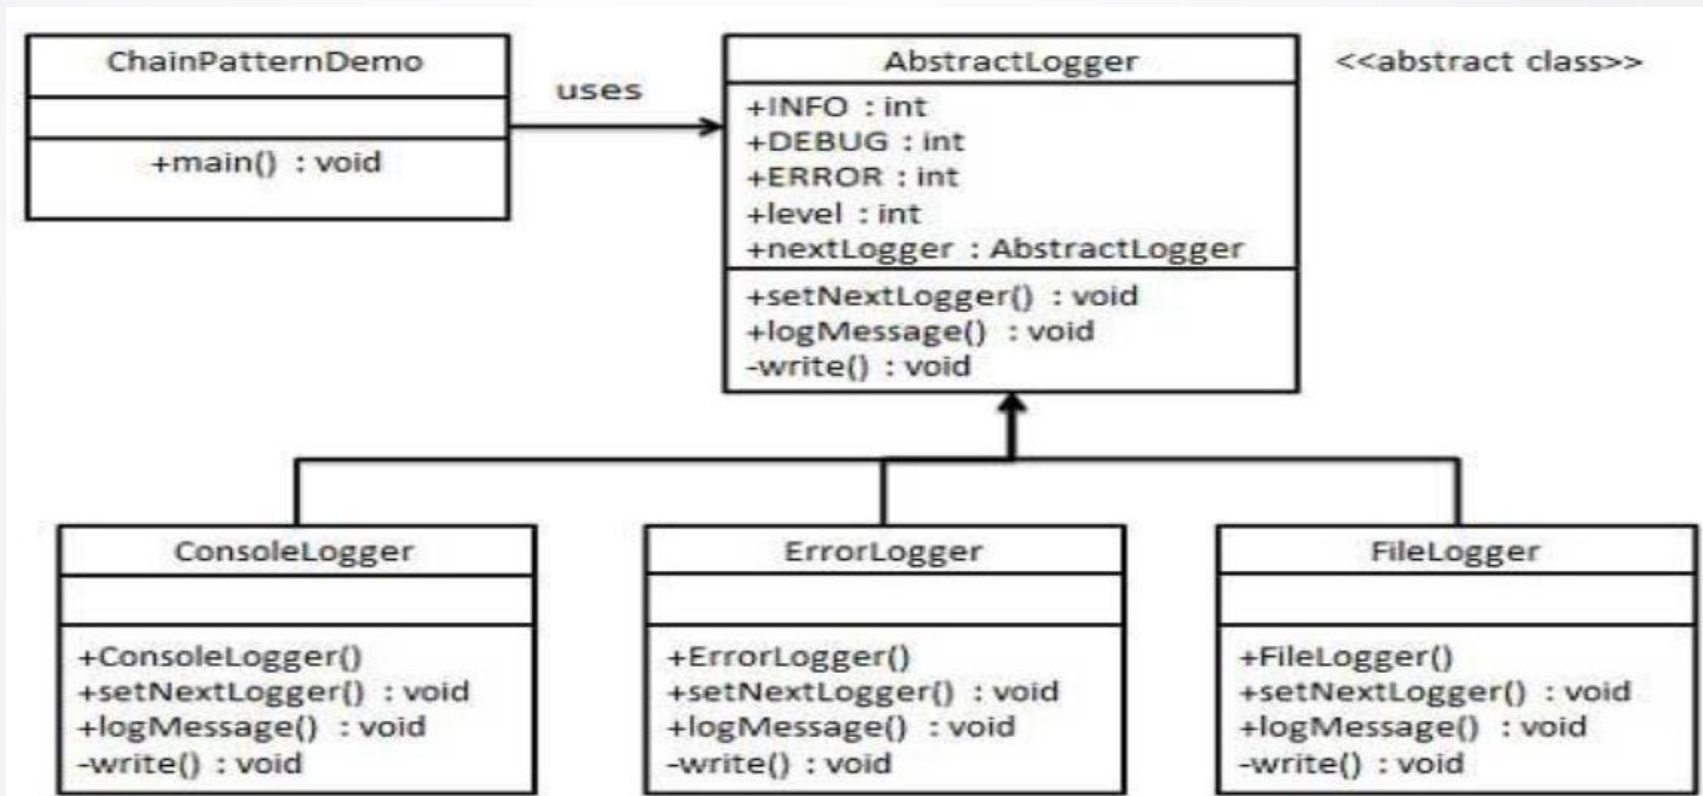 ChainPatternDemo
+main() : void
uses
AbstractLogger
+INFO : int
+DEBUG : int
+ERROR : int
+level : int
+nextLogger : AbstractLogger
+setNextLogger() : void
+logMessage() : void
-write() : void
<<abstract class>>
ConsoleLogger
+ConsoleLogger()
+setNextLogger() : void
+logMessage() : void
-write() : void
ErrorLogger
+ErrorLogger()
+setNextLogger() : void
+logMessage() : void
-write() : void
FileLogger
+FileLogger()
+setNextLogger() : void
+logMessage() : void
-write() : void